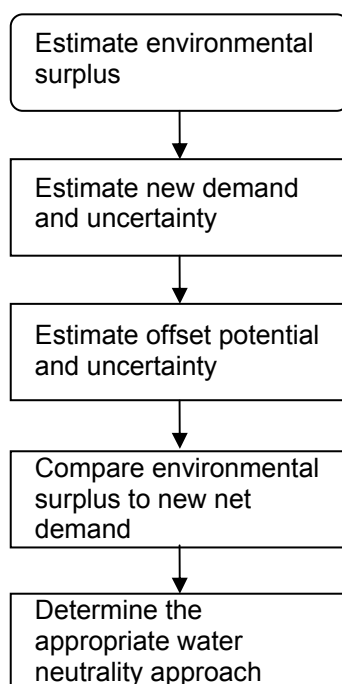 Estimate environmental
surplus
Estimate new demand
and uncertainty
Estimate offset potential
and uncertainty
Compare environmental
surplus to new net
demand
Determine the
appropriate water
neutrality approach